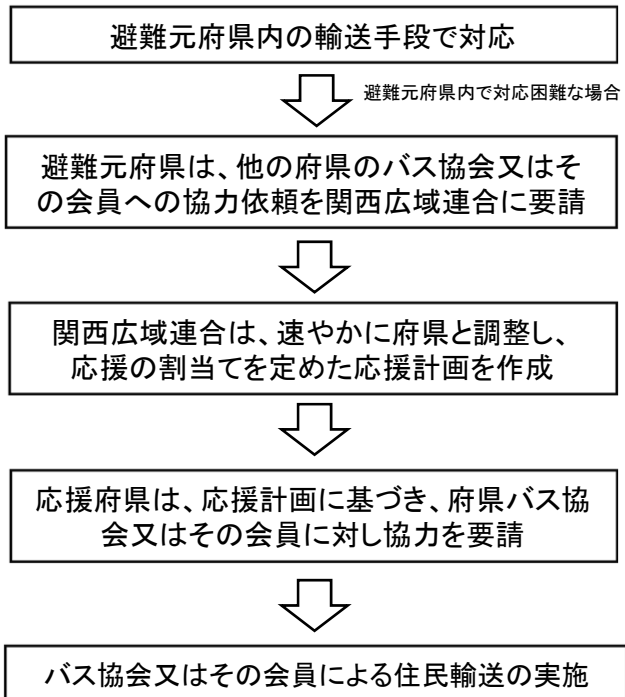 避難元府県内の輸送手段で対応
避難元府県内で対応困難な場合
避難元府県は、他の府県のバス協会又はそ
の会員への協力依頼を関西広域連合に要請
関西広域連合は、速やかに府県と調整し、
応援の割当てを定めた応援計画を作成
応援府県は、応援計画に基づき、府県バス協
会又はその会員に対し協力を要請
バス協会又はその会員による住民輸送の実施